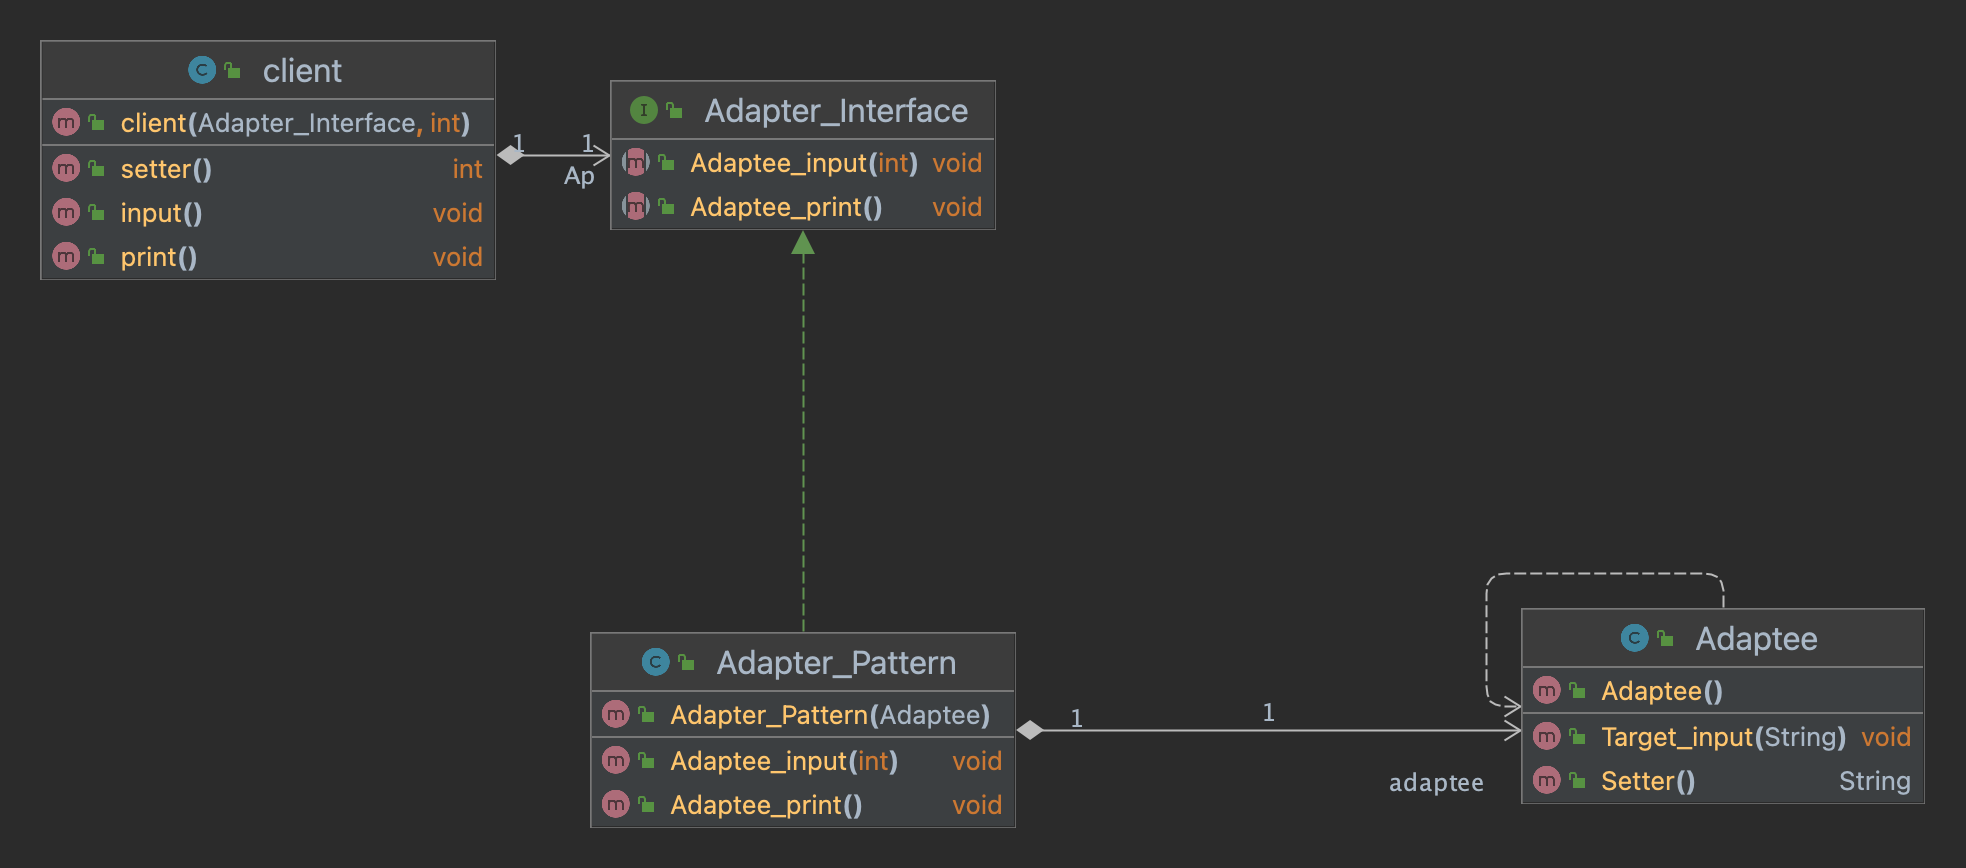 client
client(Adapter_Interface, int)
setter() int
input() void
print() void
1 1
Ap
Adapter_Interface
Adaptee_input(int) void
Adaptee_print() void
Adapter_Pattern
Adapter_Pattern(Adaptee)
Adaptee_input(int) void
Adaptee_print() void
1 1
adaptee
Adaptee
Adaptee()
Target_input(String) void
Setter() String